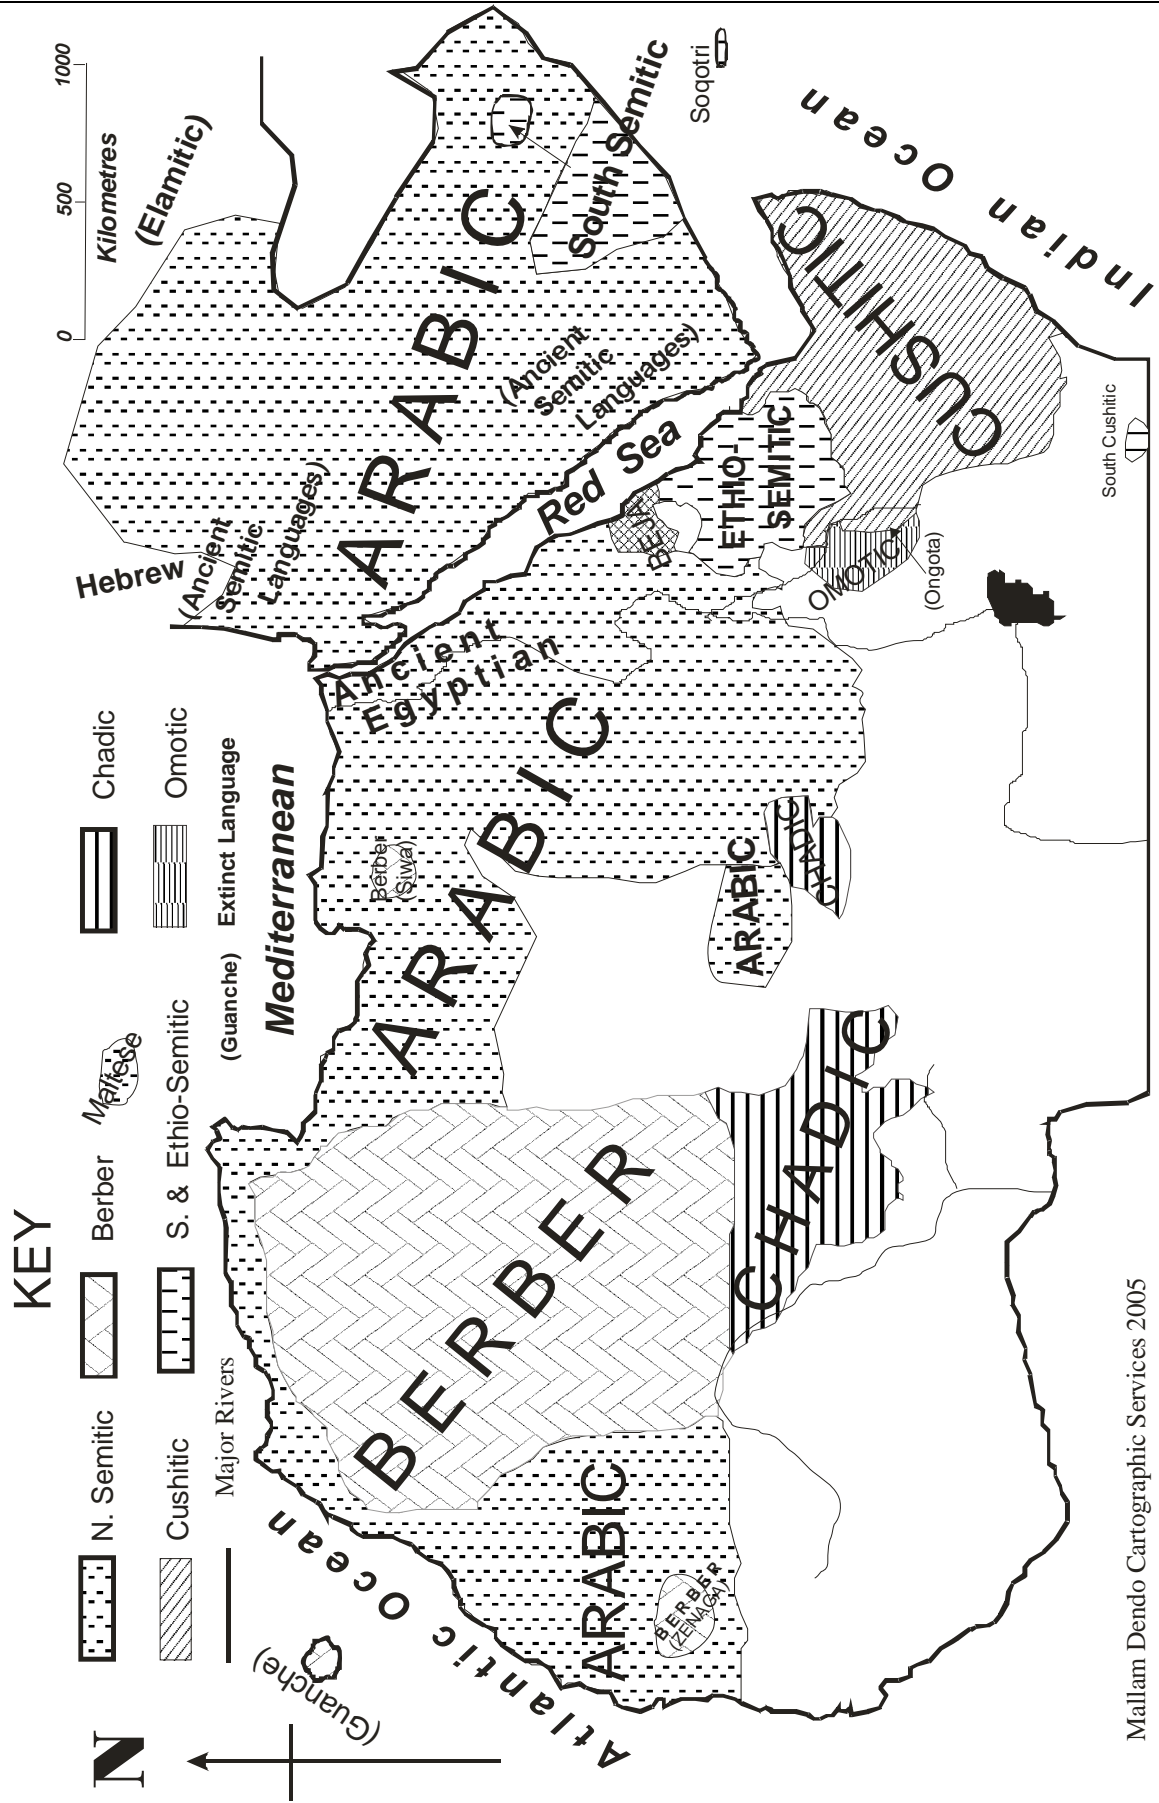 KEY
N. Semitic
Berber
Maltese
Chadic
Cushitic
S. & Ethio-Semitic
Omotic
Major Rivers
(Guanche)
Extinct Language
N
Kilometres
0
500
1000
(Elamitic)
Hebrew
(Ancient
Semitic
Languages)
Mediterranean
Atlantic Ocean
(Guanche)
BERBER
ARABIC
BERBER
(ZENAGA)
ARABIC
Berber
(Siwa)
Ancient
Egyptian
ARABIC
(Ancient
Semitic
Languages)
South Semitic
Soqotri
Red Sea
BEJA
ETHIO-
SEMITIC
CUSHITIC
OMOTIC
(Ongota)
South Cushitic
Indian Ocean
ARABIC
CHADIC
CHADIC
Mallam Dendo Cartographic Services 2005